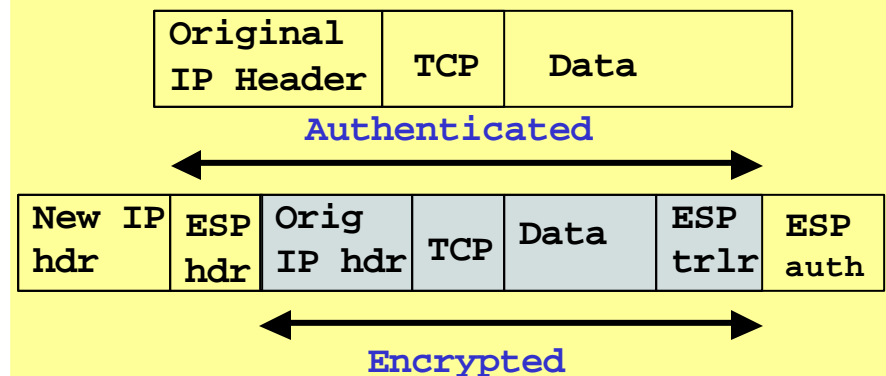 Original
IP Header
TCP
Data
Authenticated
New IP
hdr
ESP
hdr
Orig
IP hdr
TCP
Data
ESP
trlr
ESP
auth
Encrypted